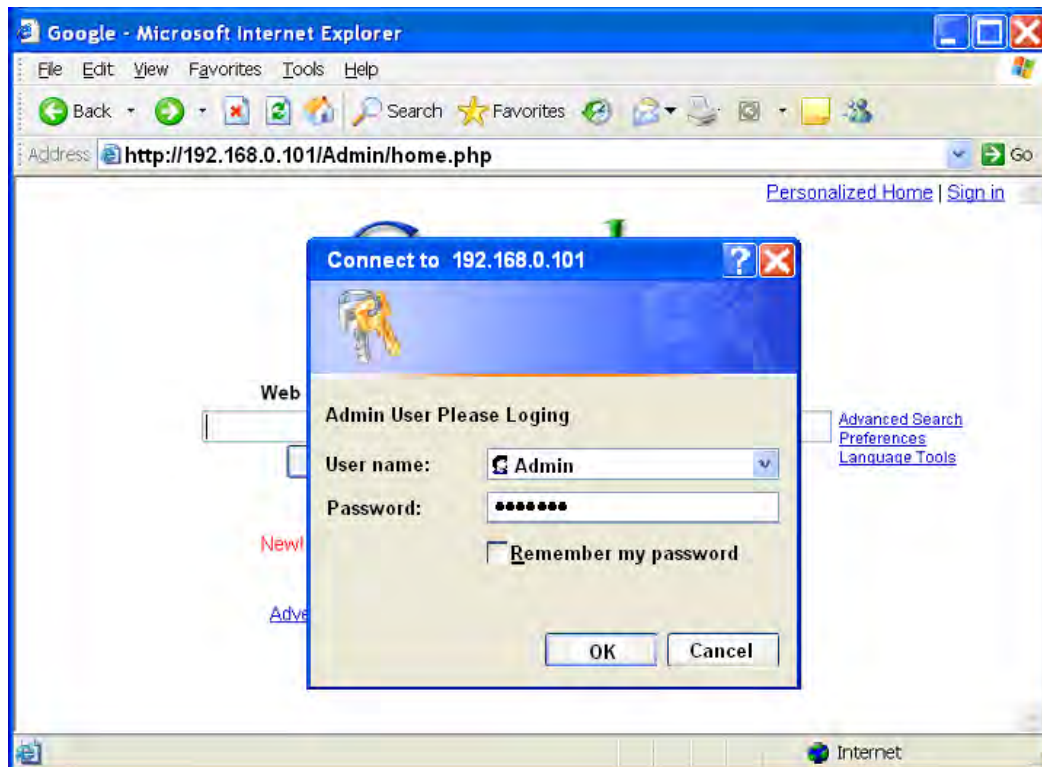 Google - Microsoft Internet Explorer
File Edit View Favorites Tools Help
Back Search Favorites
Address http://192.168.0.101/Admin/home.php Go
Personalized Home | Sign in
Connect to 192.168.0.101
Web
Admin User Please Loging
Advanced Search
Preferences
Language Tools
User name: Admin
Password: •••••••
New!
Remember my password
Adve
OK Cancel
Internet